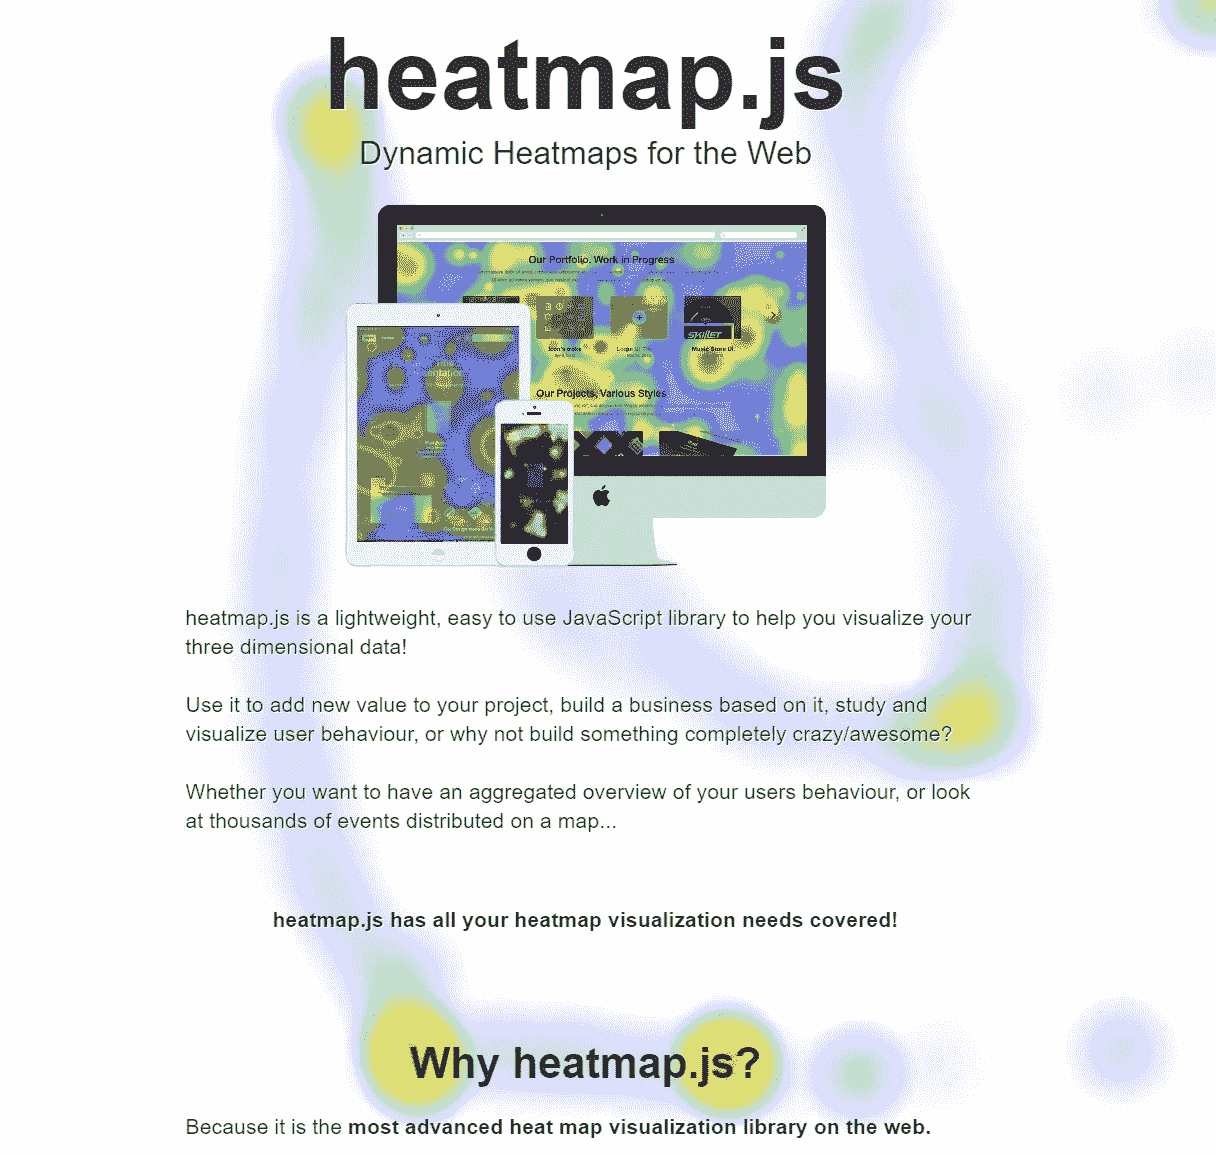 heatmap.js
Dynamic Heatmaps for the Web
Our Portfolio. Work in Progress
SKILLET
Music Store UI
Our Projects, Various Styles
heatmap.js is a lightweight, easy to use JavaScript library to help you visualize your
three dimensional data!
Use it to add new value to your project, build a business based on it, study and
visualize user behaviour, or why not build something completely crazy/awesome?
Whether you want to have an aggregated overview of your users behaviour, or look
at thousands of events distributed on a map...
heatmap.js has all your heatmap visualization needs covered!
Why heatmap.js?
Because it is the most advanced heat map visualization library on the web.